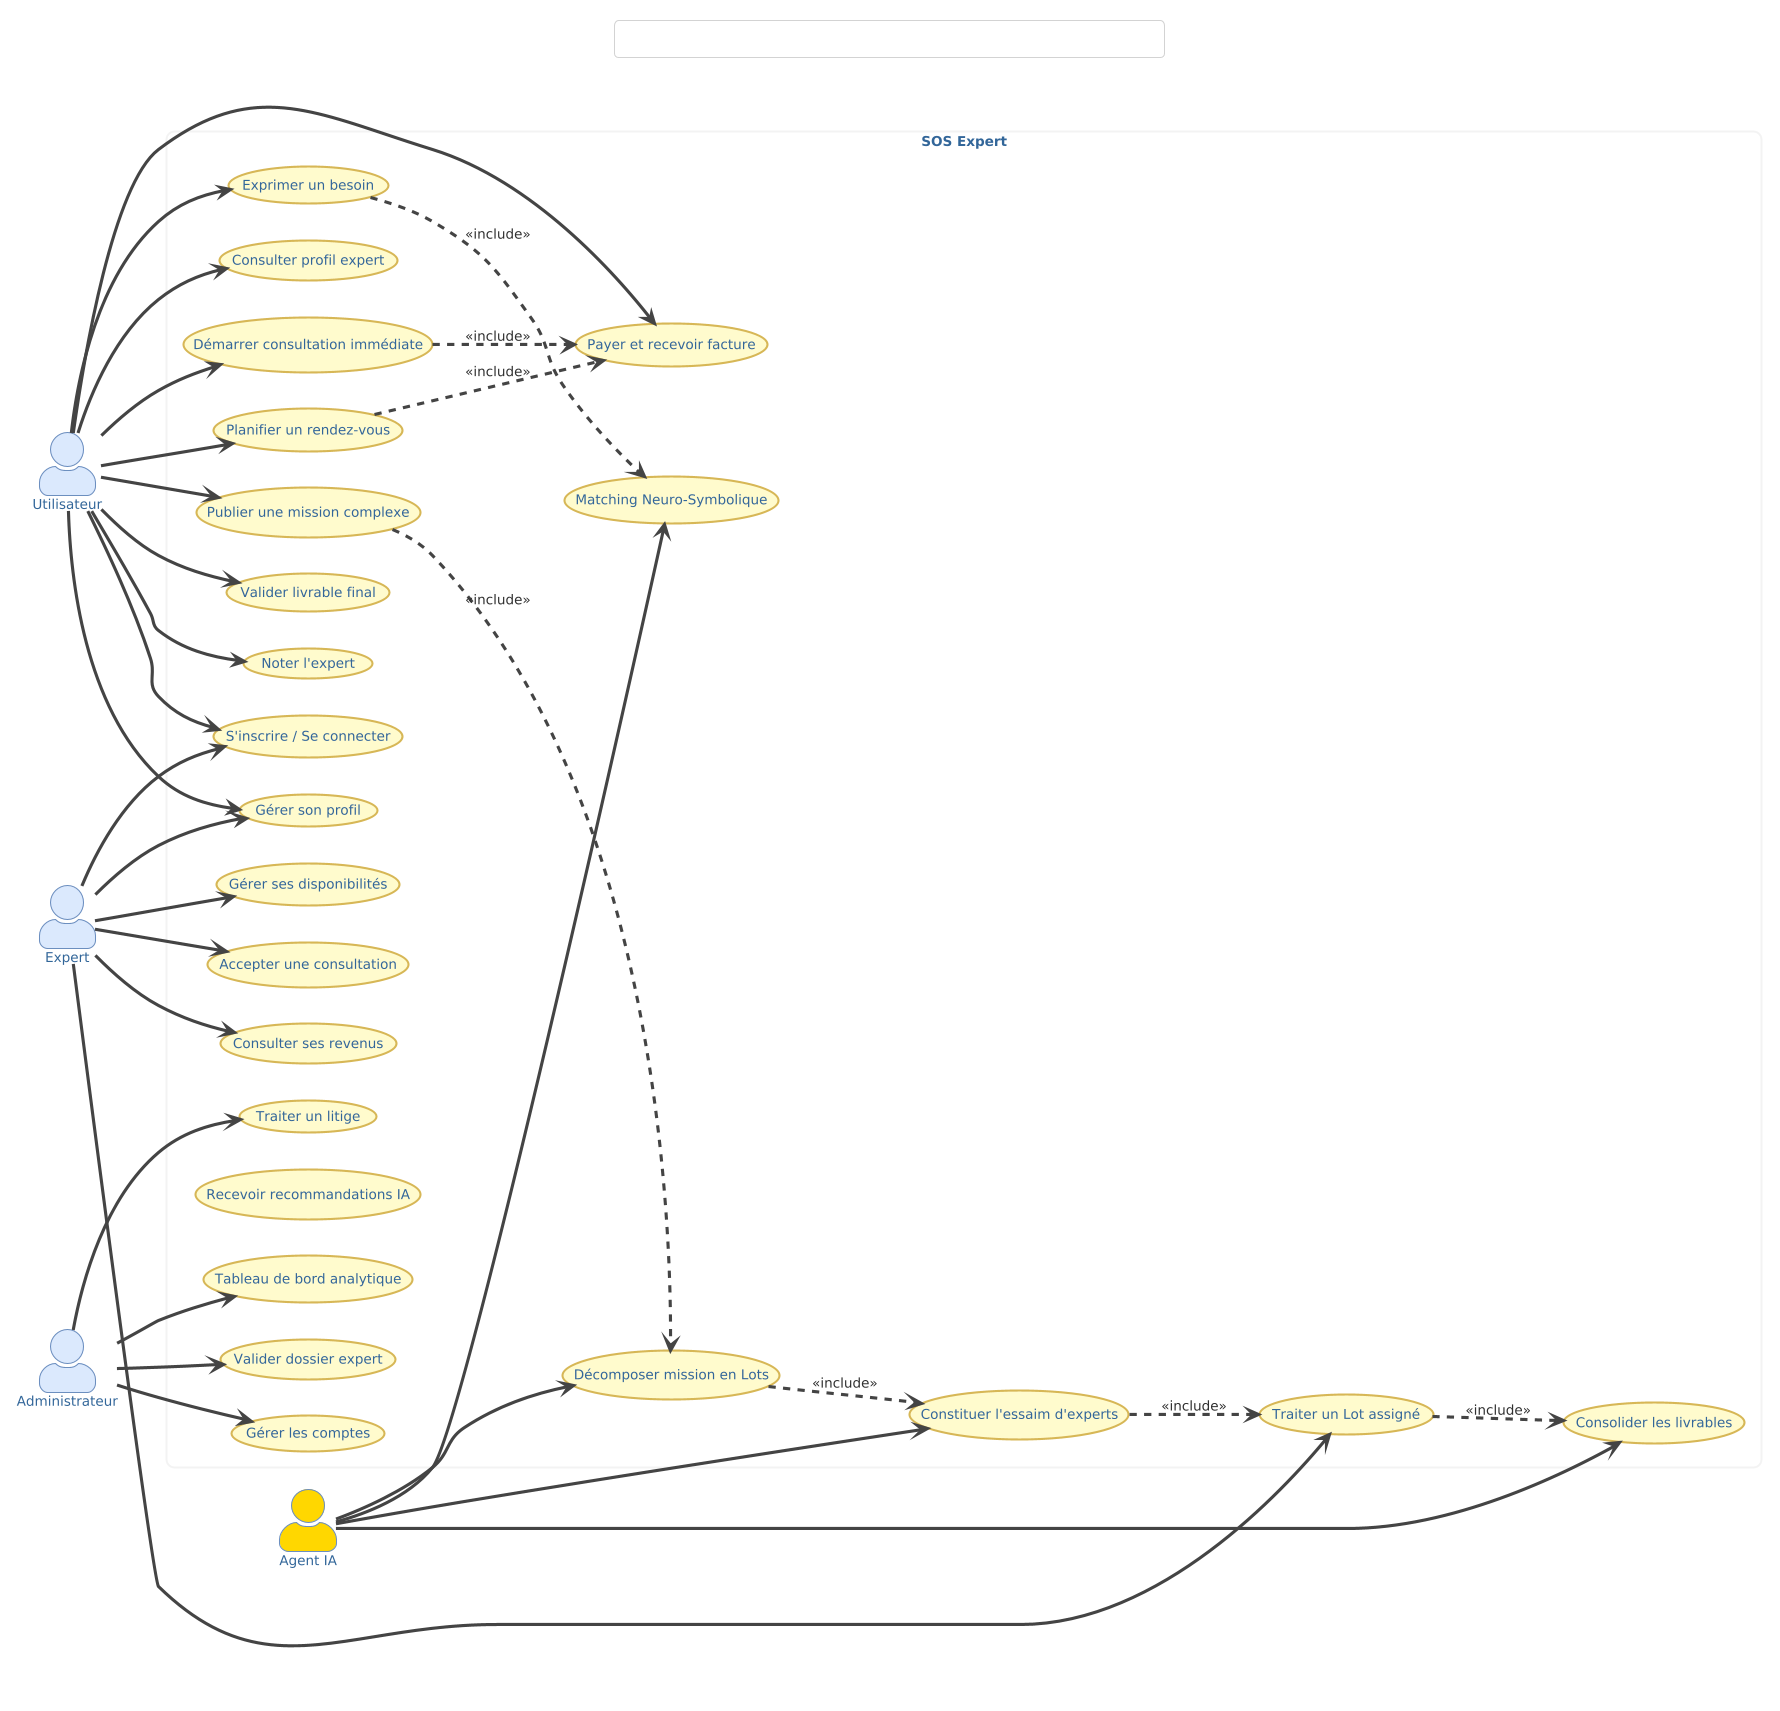 SOS Expert
Exprimer un besoin
«include»
Consulter profil expert
Démarrer consultation immédiate
«include»
Payer et recevoir facture
«include»
Planifier un rendez-vous
Matching Neuro-Symbolique
Utilisateur
Publier une mission complexe
Valider livrable final
«include»
Noter l'expert
S'inscrire / Se connecter
Gérer son profil
Gérer ses disponibilités
Expert
Accepter une consultation
Consulter ses revenus
Traiter un litige
Recevoir recommandations IA
Tableau de bord analytique
Valider dossier expert
Administrateur
Gérer les comptes
Décomposer mission en Lots
«include»
Constituer l'essaim d'experts
«include»
Traiter un Lot assigné
«include»
Consolider les livrables
Agent IA